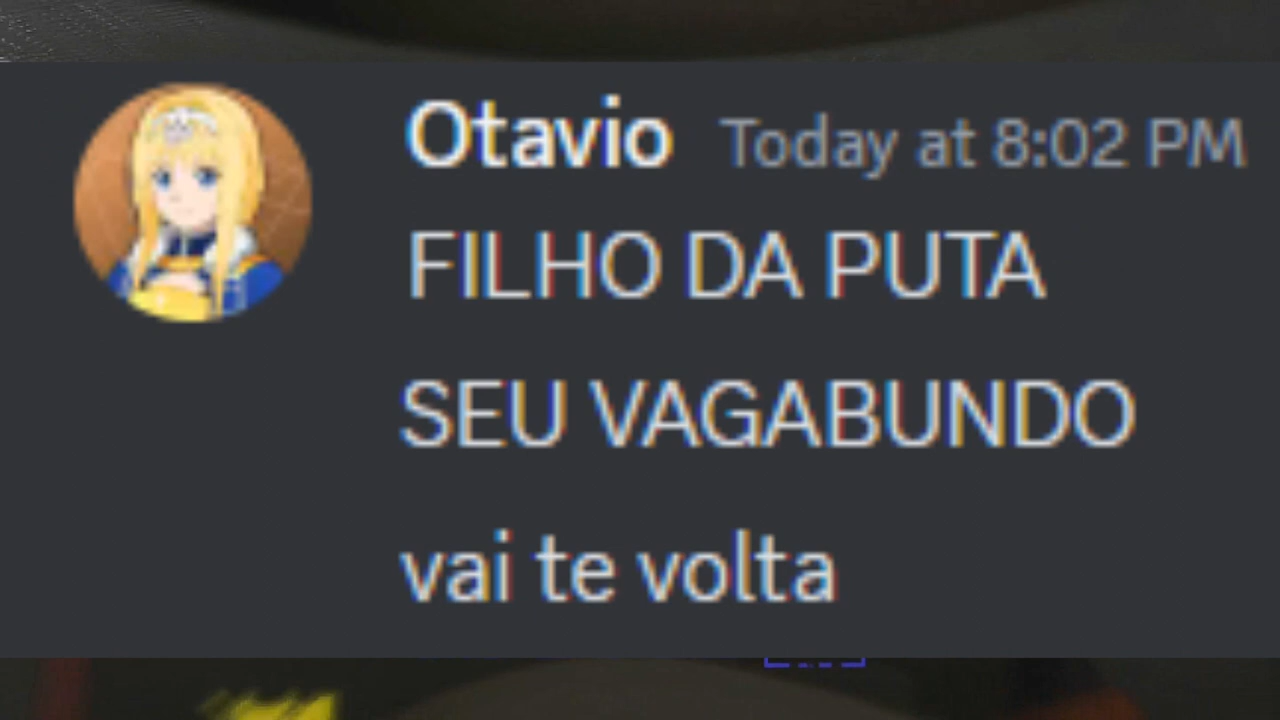 Otavio Today at 8:02 PM
FILHO DA PUTA
SEU VAGABUNDO
vai te volta